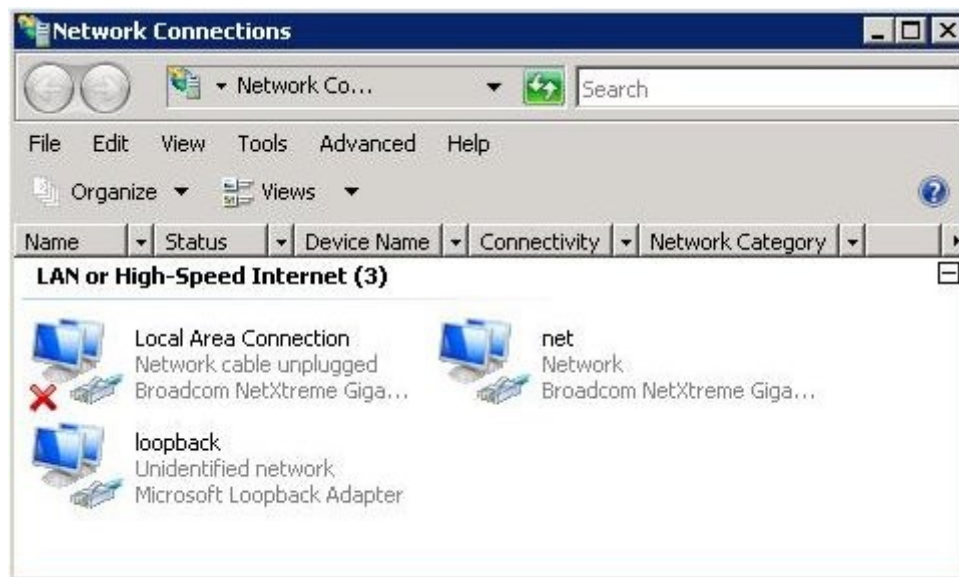 Network Connections
Network Co... Search
File Edit View Tools Advanced Help
Organize Views
Name Status Device Name Connectivity Network Category
LAN or High-Speed Internet (3)
Local Area Connection
Network cable unplugged
Broadcom NetXtreme Giga...
net
Network
Broadcom NetXtreme Giga...
loopback
Unidentified network
Microsoft Loopback Adapter